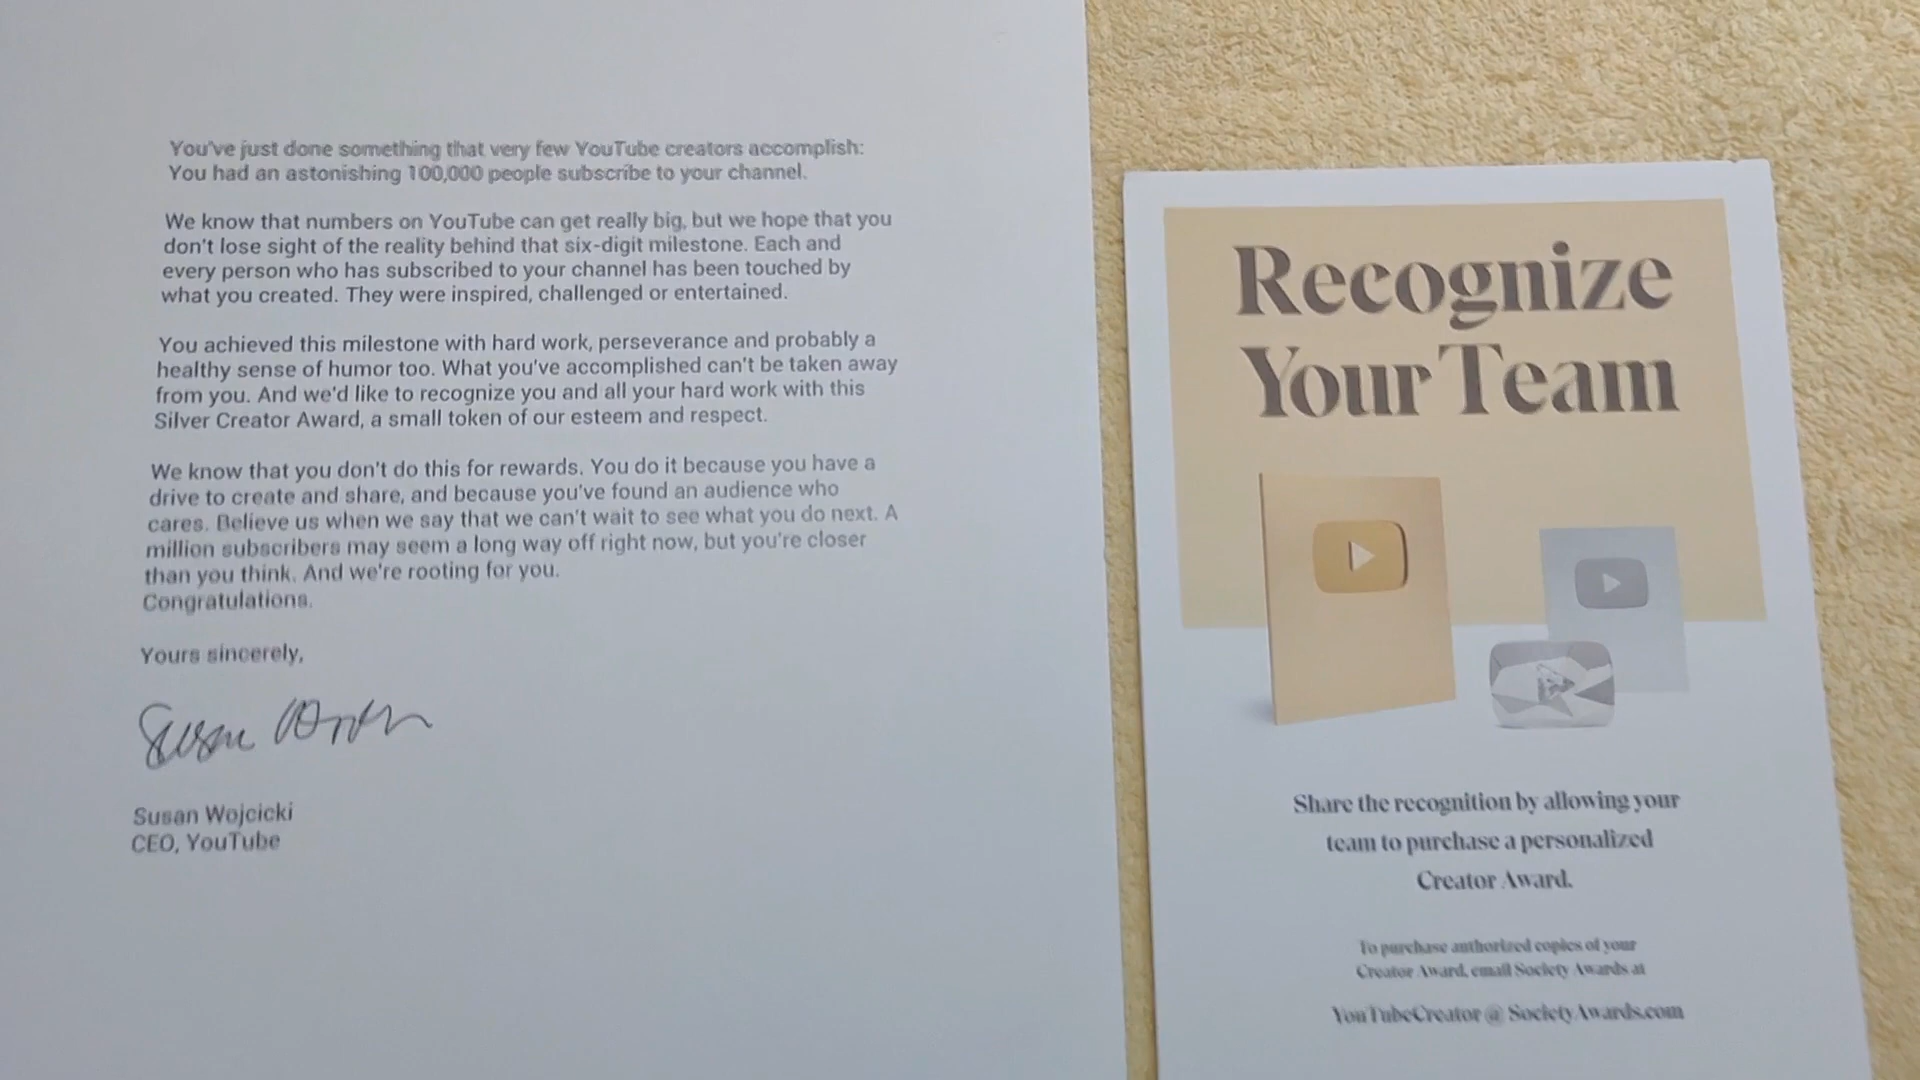 You've just done something that very few YouTube creators accomplish:
You had an astonishing 100,000 people subscribe to your channel.
We know that numbers on YouTube can get really big, but we hope that you
don't lose sight of the reality behind that six-digit milestone. Each and
every person who has subscribed to your channel has been touched by
what you created. They were inspired, challenged or entertained.
You achieved this milestone with hard work, perseverance and probably a
healthy sense of humor too. What you've accomplished can't be taken away
from you. And we'd like to recognize you and all your hard work with this
Silver Creator Award, a small token of our esteem and respect.
We know that you don't do this for rewards. You do it because you have a
drive to create and share, and because you've found an audience who
cares. Believe us when we say that we can't wait to see what you do next. A
million subscribers may seem a long way off right now, but you're closer
than you think. And we're rooting for you.
Congratulations.
Yours sincerely,
Susan Wojcicki
CEO, YouTube
Recognize
Your Team
Share the recognition by allowing your
team to purchase a personalized
Creator Award.
To purchase authorized copies of your
Creator Award, email Society Awards at
YouTubeCreator@SocietyAwards.com